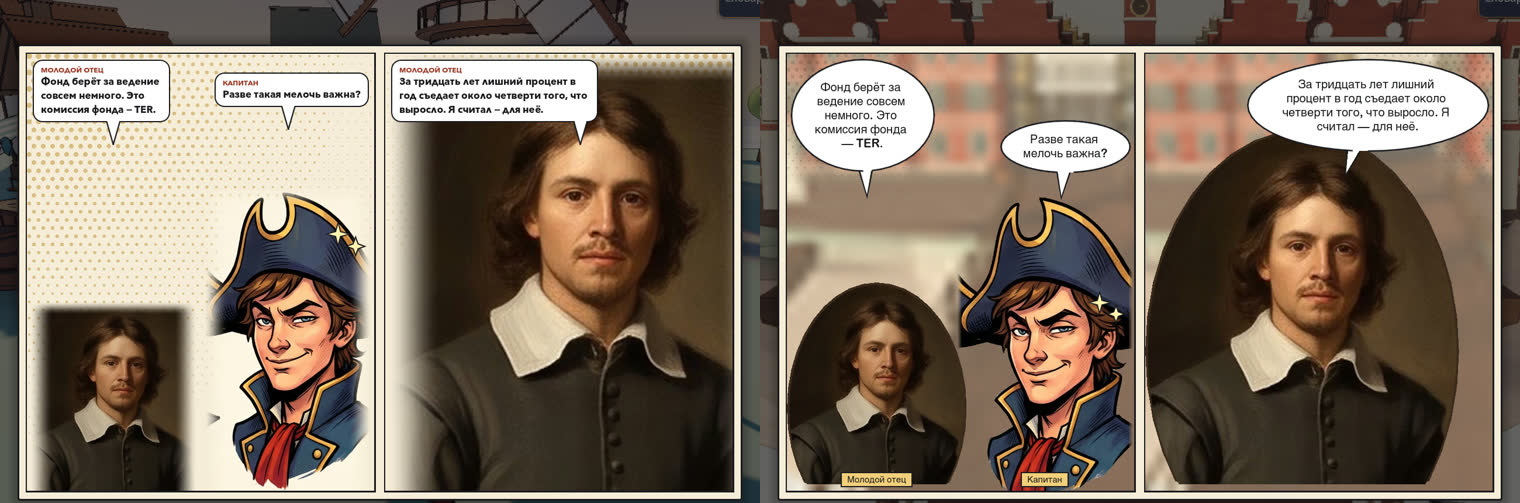 МОЛОДОЙ ОТЕЦ
Фонд берёт за ведение
совсем немного. Это
комиссия фонда – TER.
КАПИТАН
Разве такая мелочь важна?
МОЛОДОЙ ОТЕЦ
За тридцать лет лишний процент в
год съедает около четверти того, что
выросло. Я считал – для неё.
Фонд берёт за
ведение совсем
немного. Это
комиссия фонда
— TER.
Разве такая
мелочь важна?
За тридцать лет лишний
процент в год съедает около
четверти того, что выросло. Я
считал — для неё.
Молодой отец
Капитан